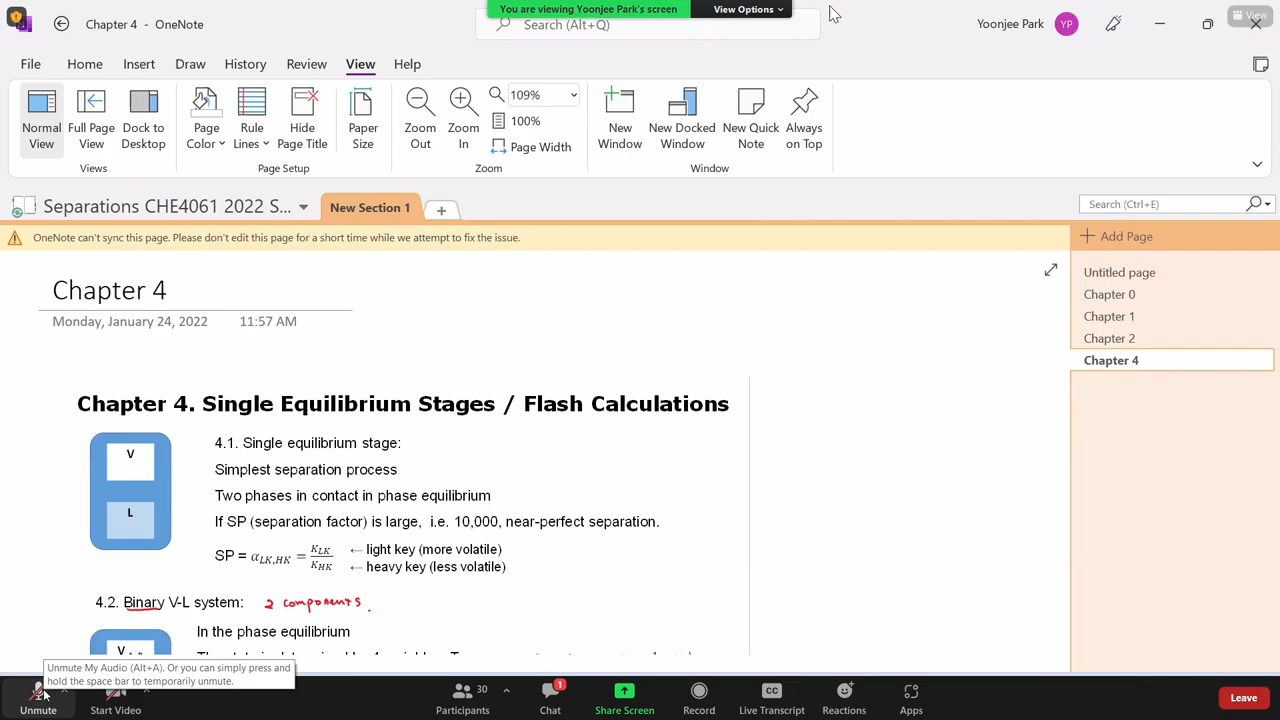 You are viewing Yoonjee Park's screen
View Options
Chapter 4 - OneNote
Search (Alt+Q)
Yoonjee Park
YP
View
File
Home
Insert
Draw
History
Review
View
Help
Normal View
Full Page View
Dock to Desktop
Page Color
Rule Lines
Hide Page Title
Paper Size
Zoom Out
Zoom In
109%
100%
Page Width
New Window
New Docked Window
New Quick Note
Always on Top
Views
Page Setup
Zoom
Window
Separations CHE4061 2022 S...
New Section 1
Search (Ctrl+E)
OneNote can't sync this page. Please don't edit this page for a short time while we attempt to fix the issue.
Add Page
Untitled page
Chapter 0
Chapter 1
Chapter 2
Chapter 4
Chapter 4
Monday, January 24, 2022 11:57 AM
Chapter 4. Single Equilibrium Stages / Flash Calculations
V
L
4.1. Single equilibrium stage:
Simplest separation process
Two phases in contact in phase equilibrium
If SP (separation factor) is large, i.e. 10,000, near-perfect separation.
SP = α_{LK,HK} = K_{LK}/K_{HK}
← light key (more volatile)
← heavy key (less volatile)
4.2. Binary V-L system: 2 components.
In the phase equilibrium
Unmute My Audio (Alt+A). Or you can simply press and
hold the space bar to temporarily unmute.
Unmute
Start Video
Participants
30
Chat
1
Share Screen
Record
CC
Live Transcript
Reactions
Apps
Leave